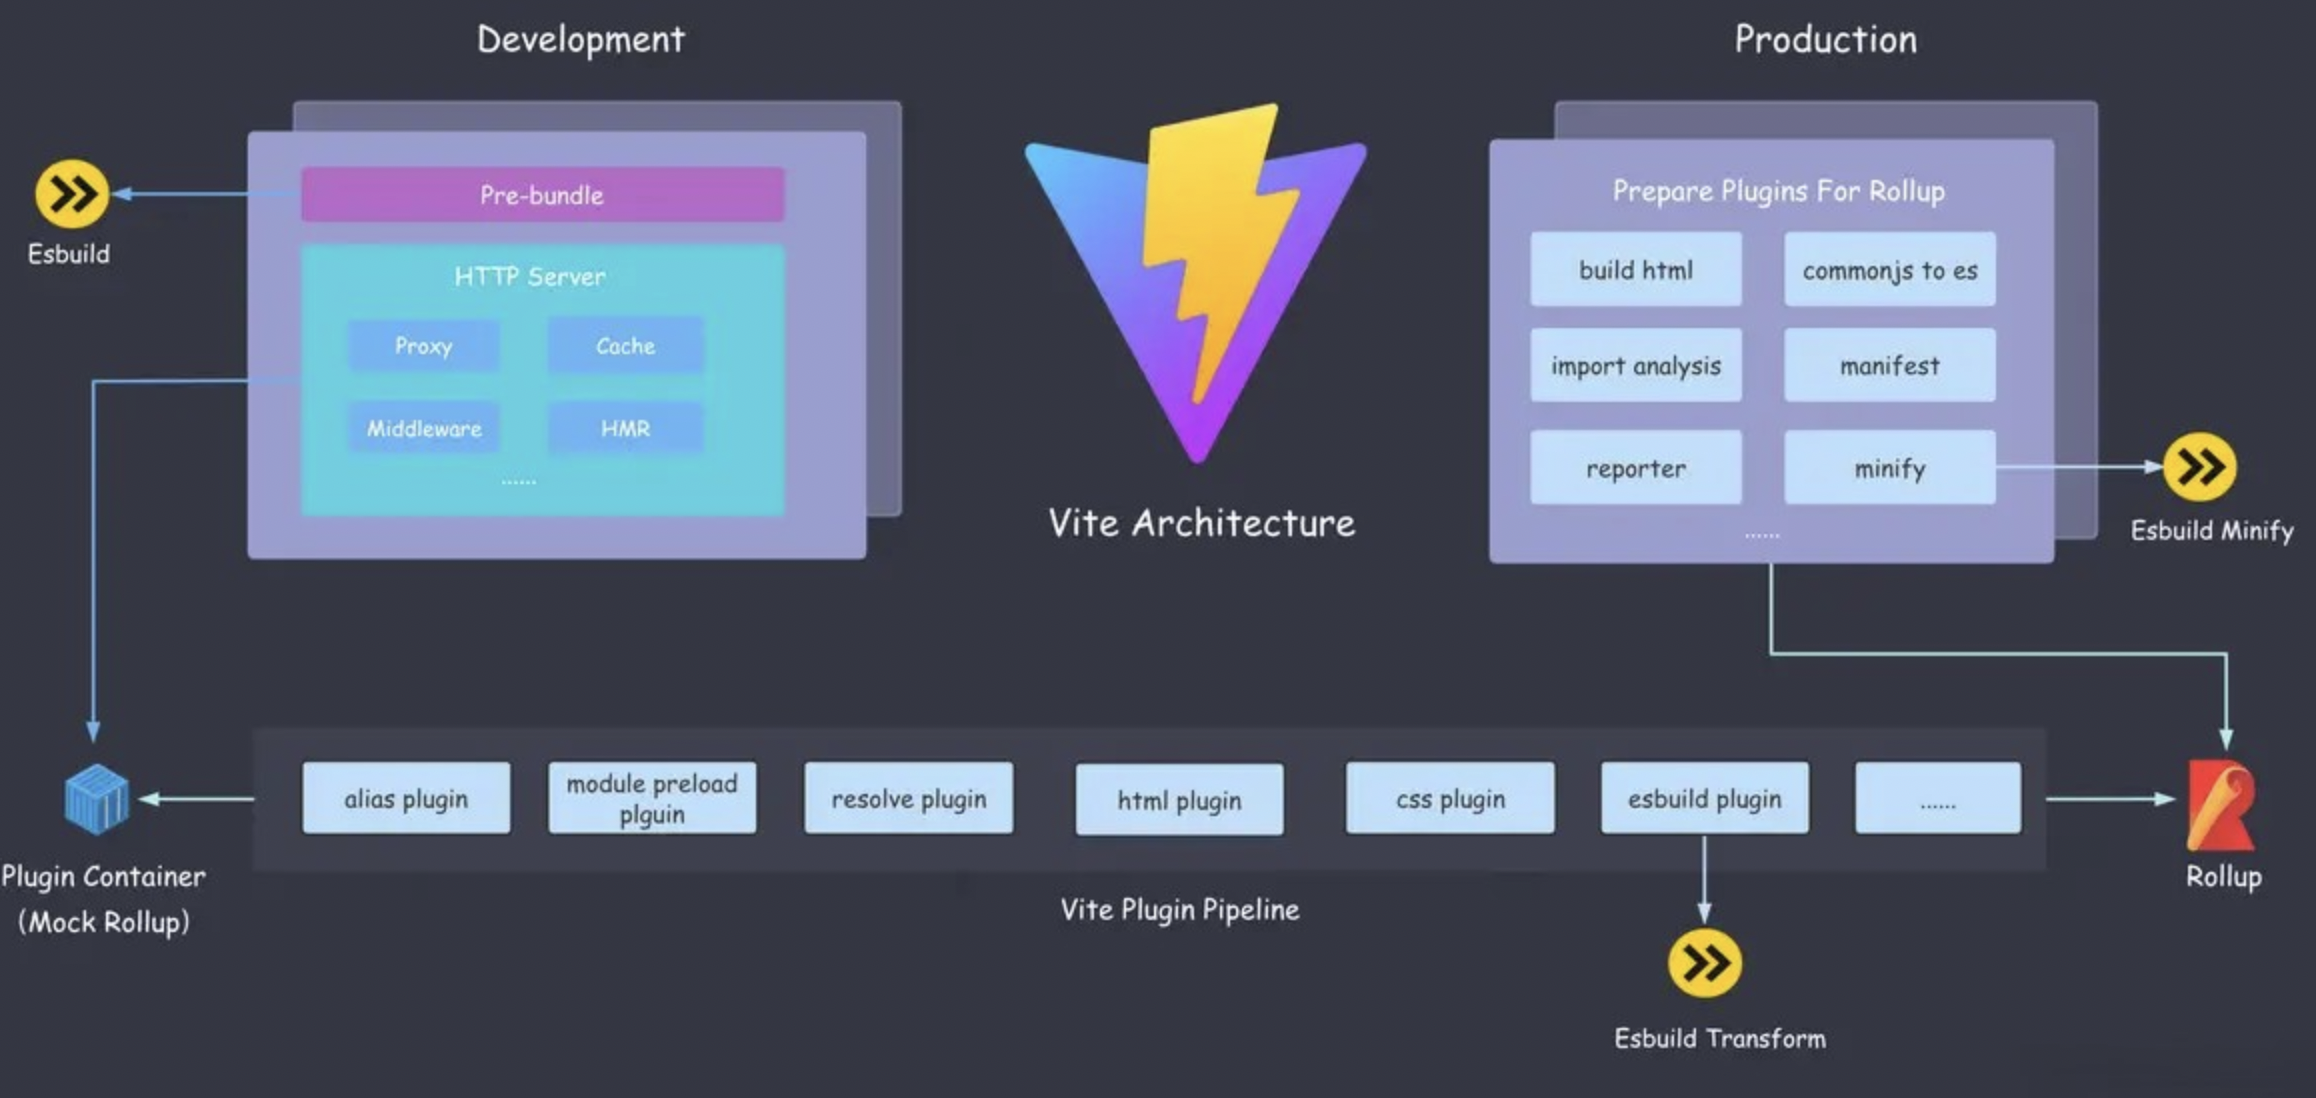 Development
Production
Pre-bundle
Esbuild
HTTP Server
Proxy
Cache
Middleware
HMR
......
Vite Architecture
Prepare Plugins For Rollup
build html
commonjs to es
import analysis
manifest
reporter
minify
......
Esbuild Minify
alias plugin
module preload
plguin
resolve plugin
html plugin
css plugin
esbuild plugin
......
Plugin Container
(Mock Rollup)
Vite Plugin Pipeline
Rollup
Esbuild Transform